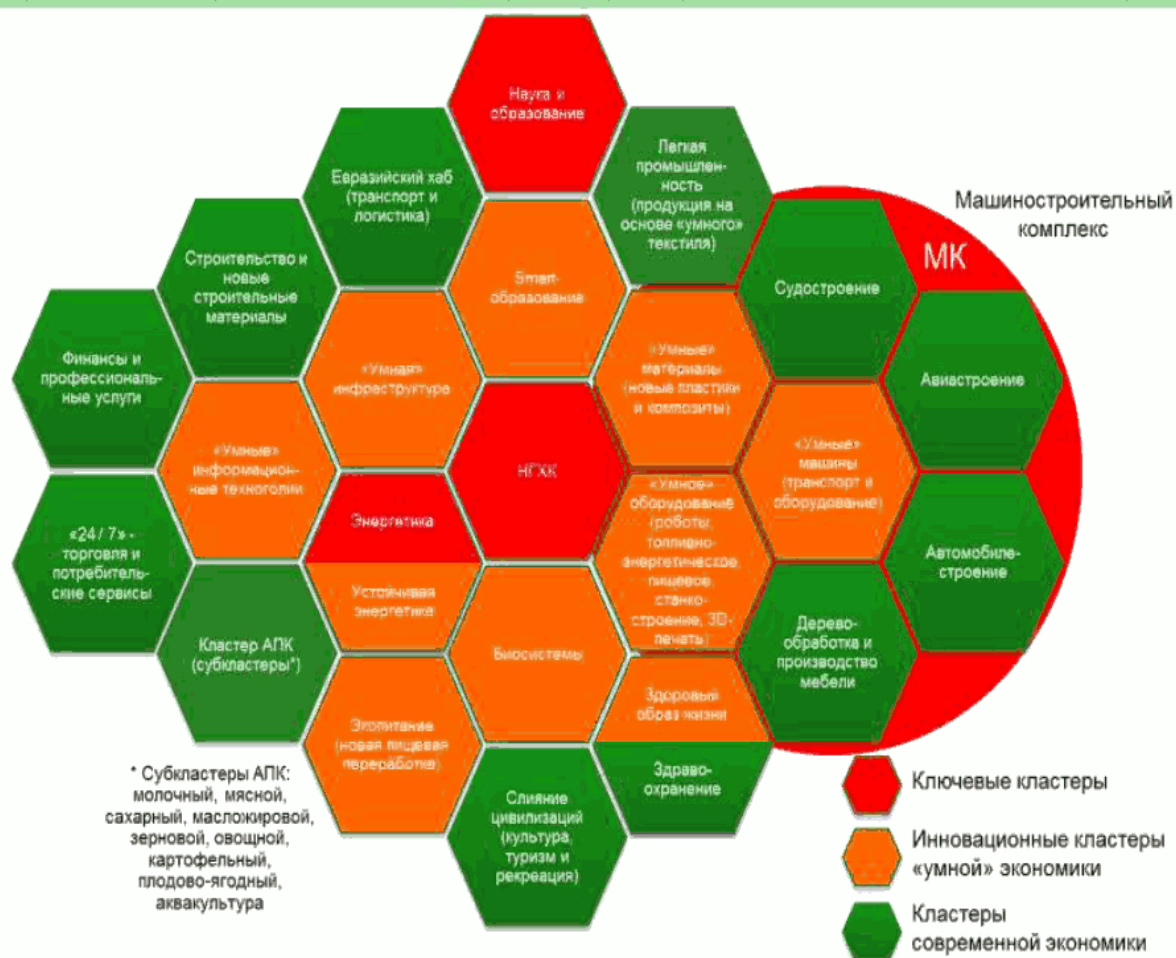 Наука и
образование
Евразийский хаб
(транспорт и
логистика)
Легкая
промышлен-
ность
(продукция на
основе «умного»
текстиля)
Машиностроительный
комплекс
МК
Строительство и
новые
строительные
материалы
Smart-
образование
Судостроение
Финансы и
профессиональ-
ные услуги
«Умная»
инфраструктура
«Умные»
материалы
(новые пластики
и композиты)
Авиастроение
«Умные»
информацион-
ные техноголии
НГХК
«Умные»
машины
(транспорт и
оборудование)
«24 / 7» -
торговля и
потребитель-
ские сервисы
Энергетика
Устойчивая
энергетика
«Умное»
оборудование
(роботы,
топливно-
энергетическое
пищевое,
станко-
строение, 3D-
печать)
Автомобиле-
строение
Кластер АПК
(субкластеры*)
Биосистемы
Дерево-
обработка и
производство
мебели
Экопитание
(новая пищевая
переработка)
Здоровый
образ жизни
Здраво-
охранение
Слияние
цивилизаций
(культура,
туризм и
рекреация)
* Субкластеры АПК:
молочный, мясной,
сахарный, масложировой,
зерновой, овощной,
картофельный,
плодово-ягодный,
аквакультура
Ключевые кластеры
Инновационные кластеры
«умной» экономики
Кластеры
современной экономики